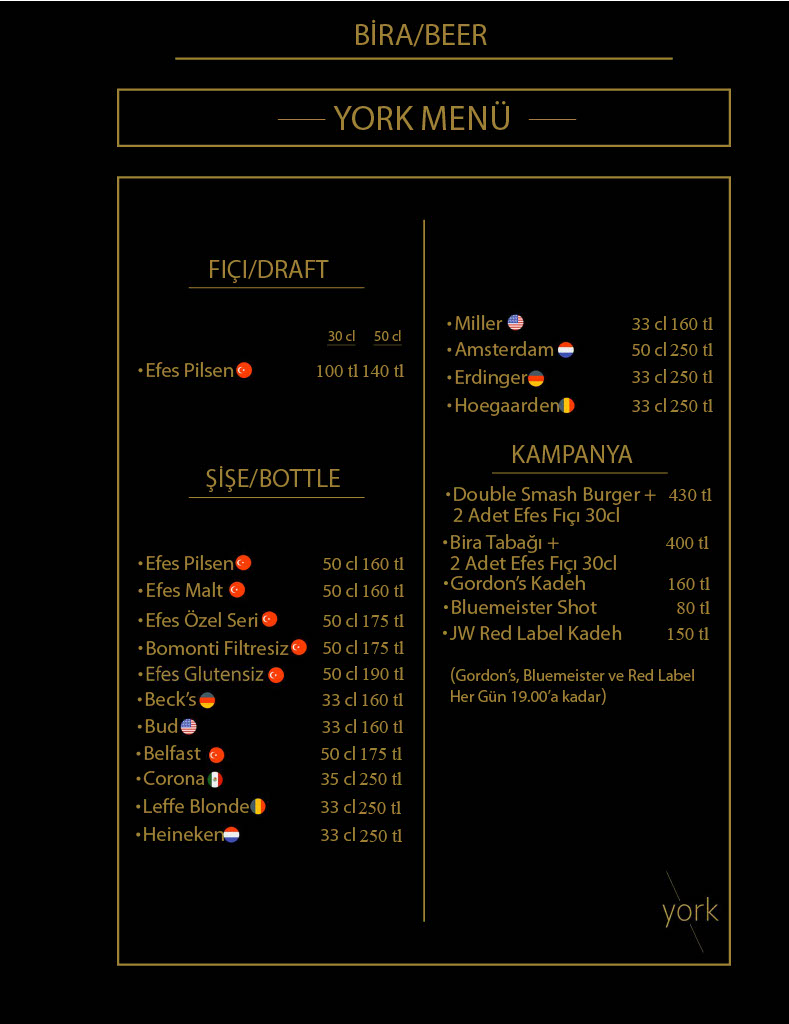 BİRA/BEER
YORK MENÜ
FIÇI/DRAFT
30 cl 50 cl
•Efes Pilsen 100 tl 140 tl
ŞİŞE/BOTTLE
•Efes Pilsen 50 cl 160 tl
•Efes Malt 50 cl 160 tl
•Efes Özel Seri 50 cl 175 tl
•Bomonti Filtresiz 50 cl 175 tl
•Efes Glutensiz 50 cl 190 tl
•Beck's 33 cl 160 tl
•Bud 33 cl 160 tl
•Belfast 50 cl 175 tl
•Corona 35 cl 250 tl
•Leffe Blonde 33 cl 250 tl
•Heineken 33 cl 250 tl
•Miller 33 cl 160 tl
•Amsterdam 50 cl 250 tl
•Erdinger 33 cl 250 tl
•Hoegaarden 33 cl 250 tl
KAMPANYA
•Double Smash Burger + 430 tl
2 Adet Efes Fıçı 30cl
•Bira Tabağı + 400 tl
2 Adet Efes Fıçı 30cl
•Gordon's Kadeh 160 tl
•Bluemeister Shot 80 tl
•JW Red Label Kadeh 150 tl
(Gordon's, Bluemeister ve Red Label
Her Gün 19.00'a kadar)
york